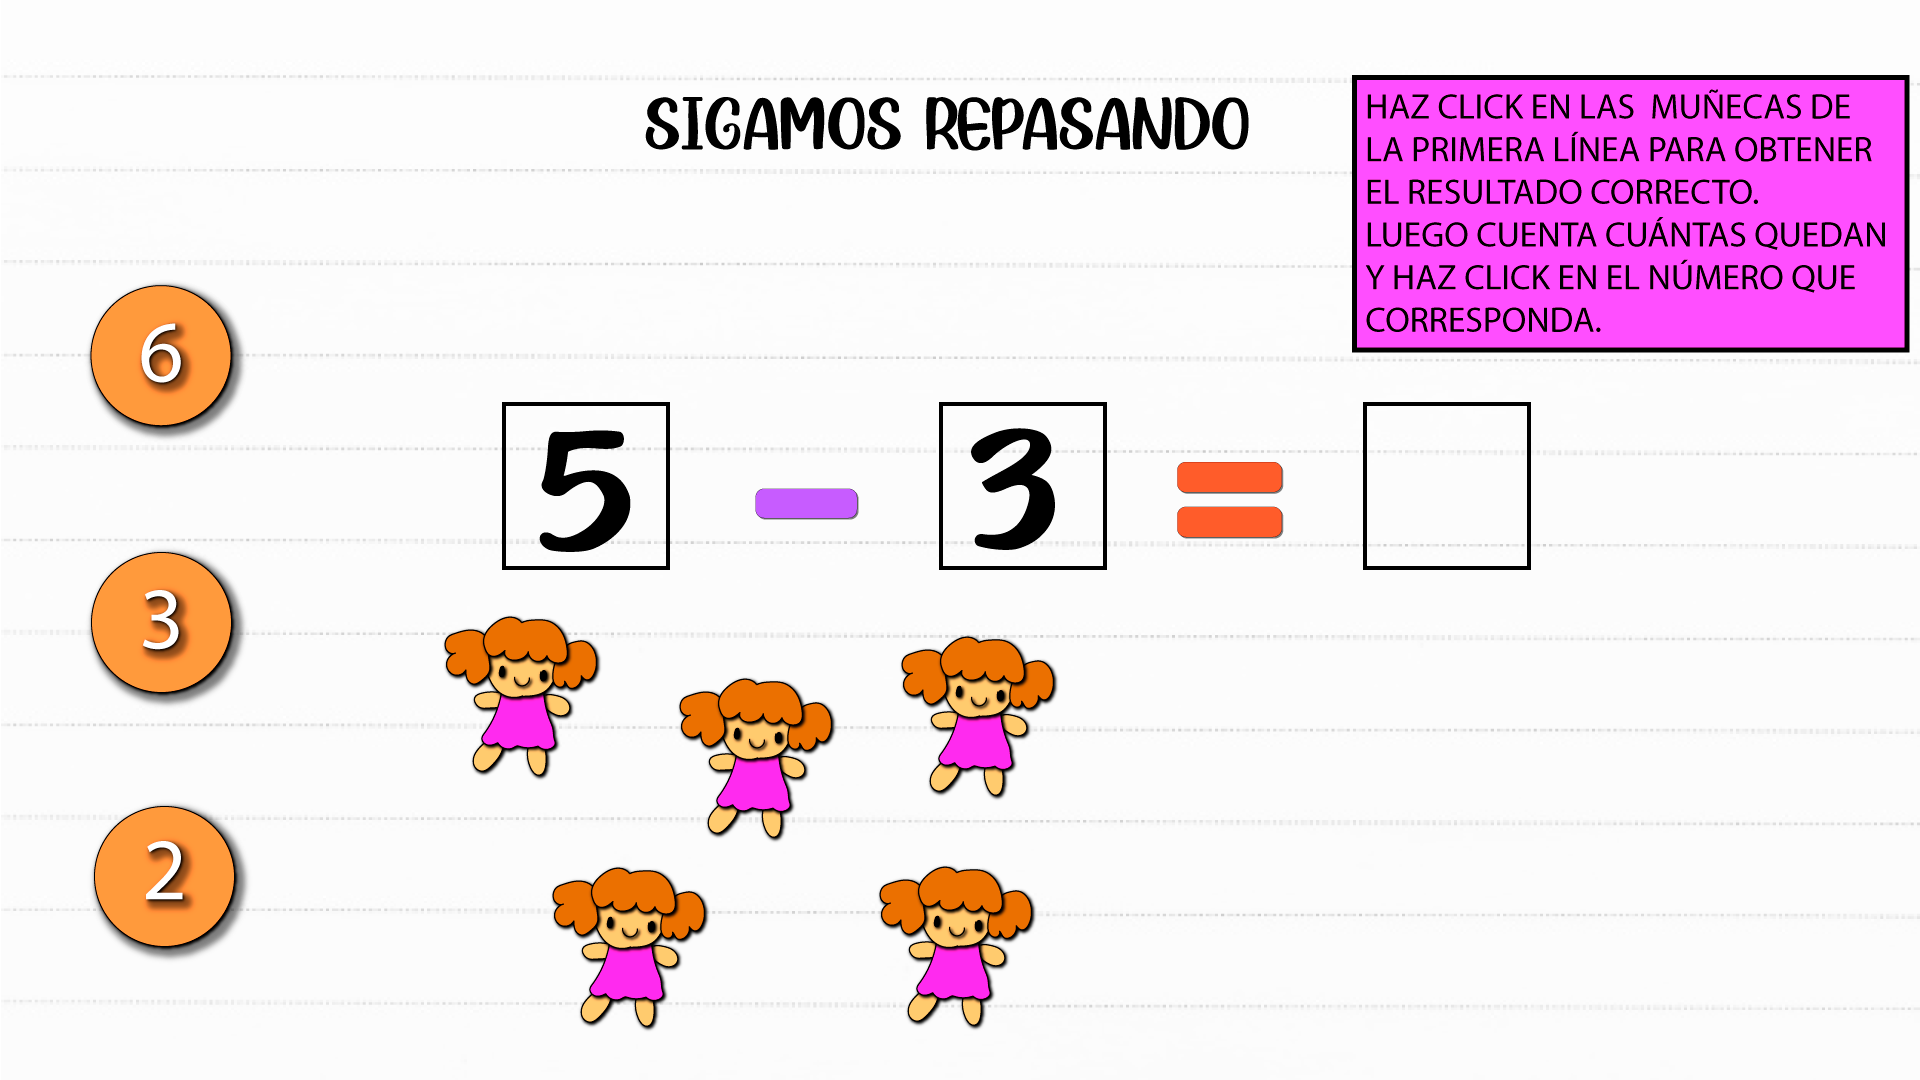 SIGAMOS REPASANDO
HAZ CLICK EN LAS  MUÑECAS DE
LA PRIMERA LÍNEA PARA OBTENER
EL RESULTADO CORRECTO.
LUEGO CUENTA CUÁNTAS QUEDAN
Y HAZ CLICK EN EL NÚMERO QUE
CORRESPONDA.
6
5 - 3 =
3
2